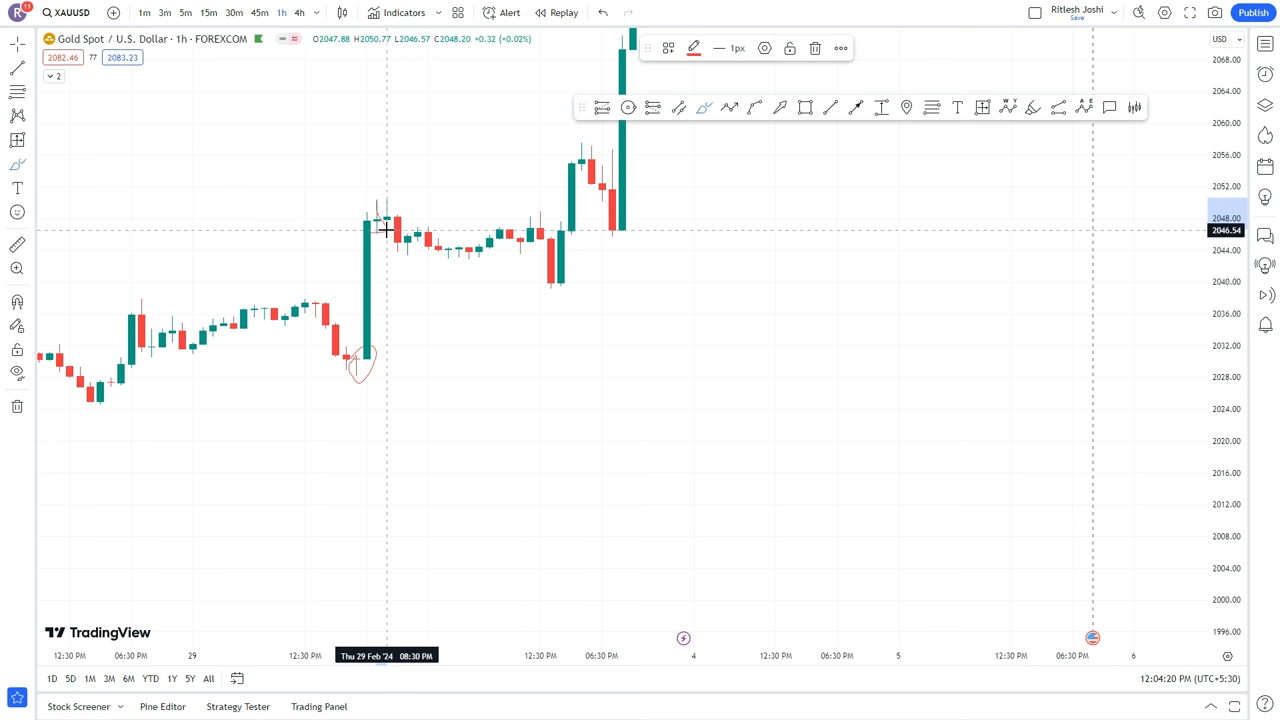 R 11 XAUUSD 1m 3m 5m 15m 30m 45m 1h 4h Indicators Alert Replay Ritlesh Joshi Save Publish
Gold Spot / U.S. Dollar · 1h · FOREXCOM O2047.88 H2050.77 L2046.57 C2048.20 +0.32 (+0.02%) USD
1px
2082.46 77 2083.23
2
2068.00
2064.00
2060.00
2056.00
2052.00
2048.00
2046.54
2044.00
2040.00
2036.00
2032.00
2028.00
2024.00
2020.00
2016.00
2012.00
2008.00
2004.00
2000.00
1996.00
TradingView
12:30 PM 06:30 PM 29 12:30 PM Thu 29 Feb '24 08:30 PM 12:30 PM 06:30 PM 4 12:30 PM 06:30 PM 5 12:30 PM 06:30 PM 6
1D 5D 1M 3M 6M YTD 1Y 5Y All 12:04:20 PM (UTC+5:30)
Stock Screener Pine Editor Strategy Tester Trading Panel